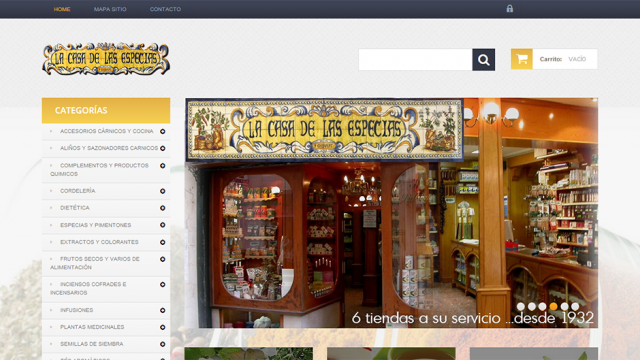 HOME MAPA SITIO CONTACTO
LA CASA DE LAS ESPECIAS
Carrito: VACÍO
CATEGORÍAS
ACCESORIOS CÁRNICOS Y COCINA
ALIÑOS Y SAZONADORES CARNICOS
COMPLEMENTOS Y PRODUCTOS
QUIMICOS
CORDELERÍA
DIETÉTICA
ESPECIAS Y PIMENTONES
EXTRACTOS Y COLORANTES
FRUTOS SECOS Y VARIOS DE
ALIMENTACIÓN
INCIENSOS COFRADES E
INCENSARIOS
INFUSIONES
PLANTAS MEDICINALES
SEMILLAS DE SIEMBRA
LA CASA DE LAS ESPECIAS
6 tiendas a su servicio ...desde 1932